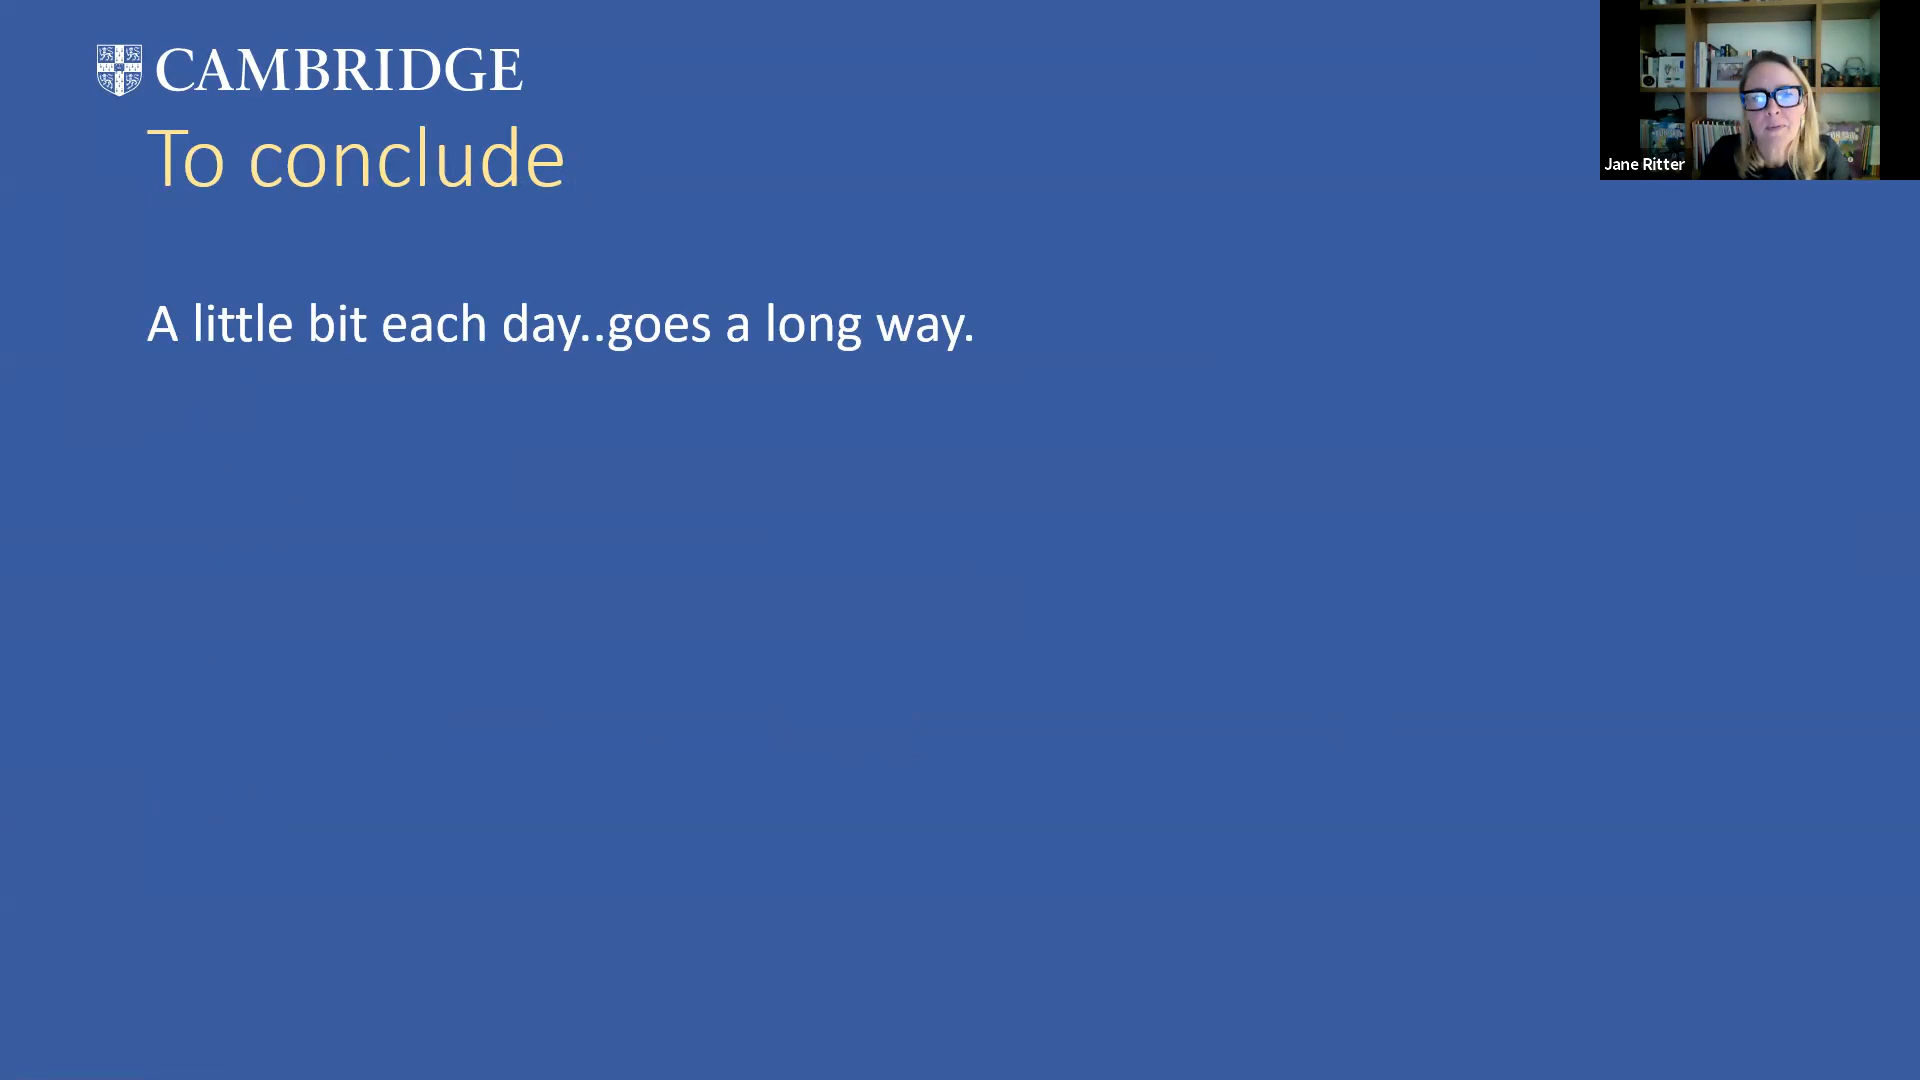 CAMBRIDGE
To conclude
A little bit each day..goes a long way.
Jane Ritter